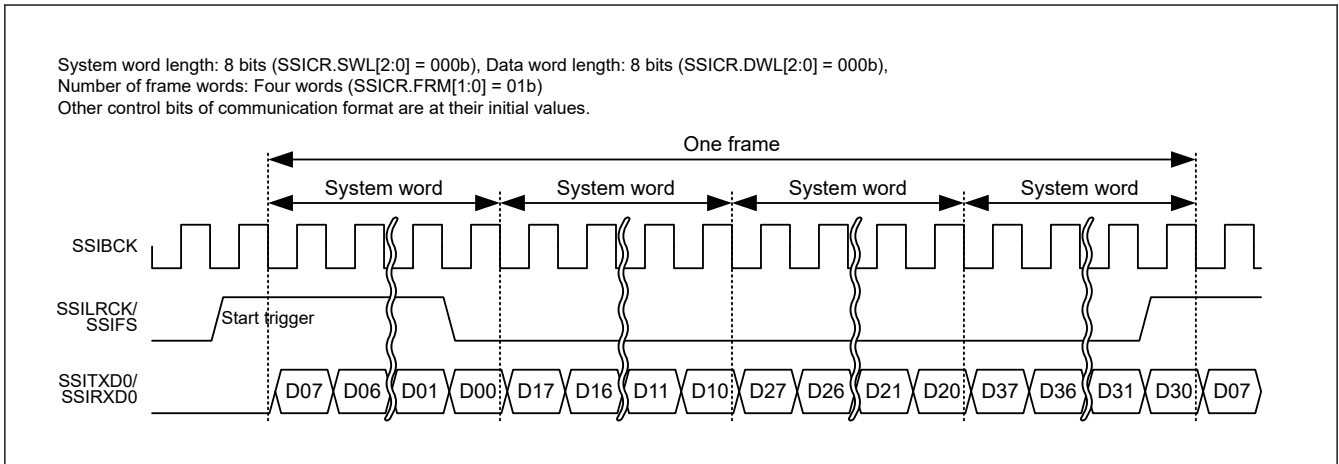 System word length: 8 bits (SSICR.SWL[2:0] = 000b), Data word length: 8 bits (SSICR.DWL[2:0] = 000b),
Number of frame words: Four words (SSICR.FRM[1:0] = 01b)
Other control bits of communication format are at their initial values.
One frame
System word System word System word System word
SSIBCK
SSILRCK/
SSIFS
Start trigger
SSITXD0/
SSIRXD0
D07 D06 D01 D00 D17 D16 D11 D10 D27 D26 D21 D20 D37 D36 D31 D30 D07